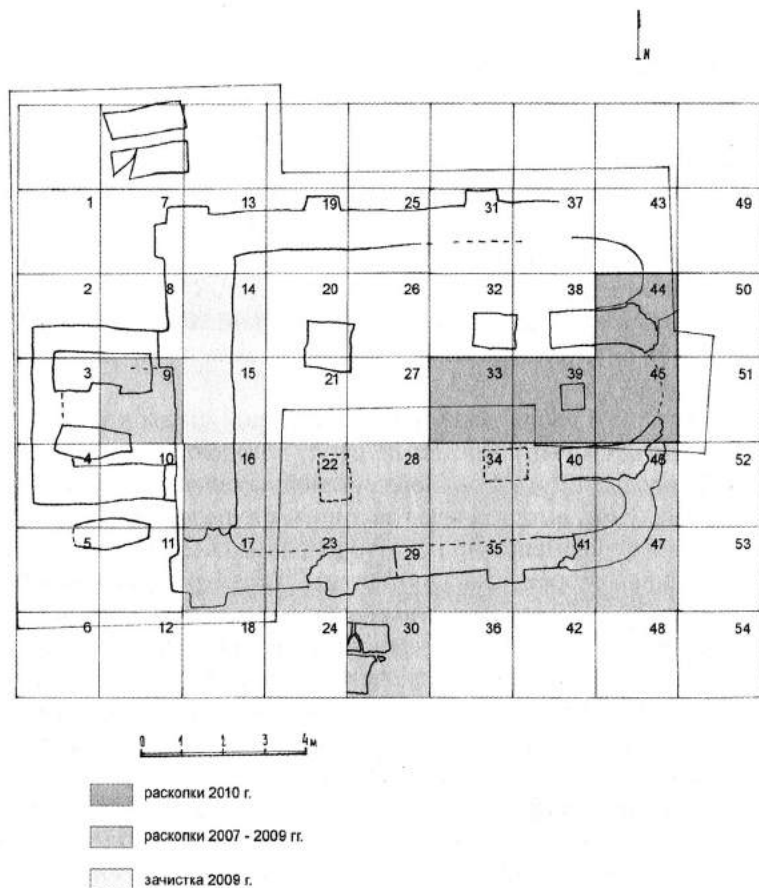 N
1 7 13 19 25 31 37 43 49
2 8 14 20 26 32 38 44 50
3 9 15 21 27 33 39 45 51
4 10 16 22 28 34 40 46 52
5 11 17 23 29 35 41 47 53
6 12 18 24 30 36 42 48 54
0 1 2 3 4 м
раскопки 2010 г.
раскопки 2007 - 2009 гг.
зачистка 2009 г.